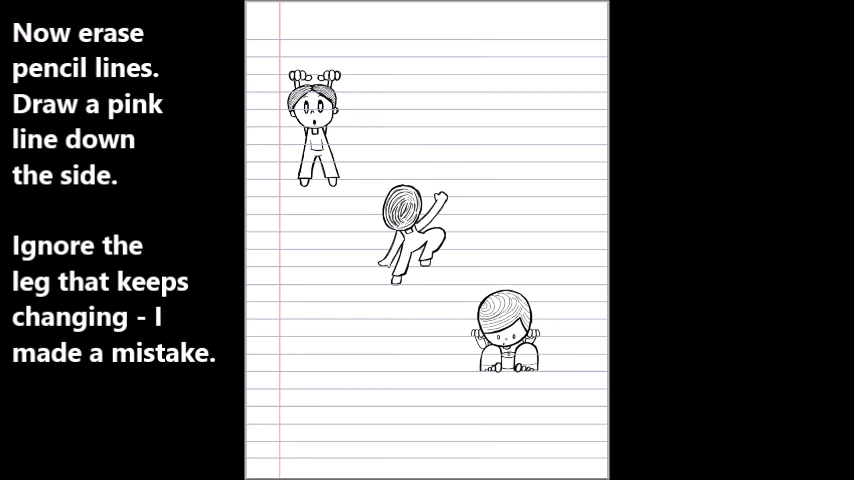 Now erase
pencil lines.
Draw a pink
line down
the side.
Ignore the
leg that keeps
changing - I
made a mistake.